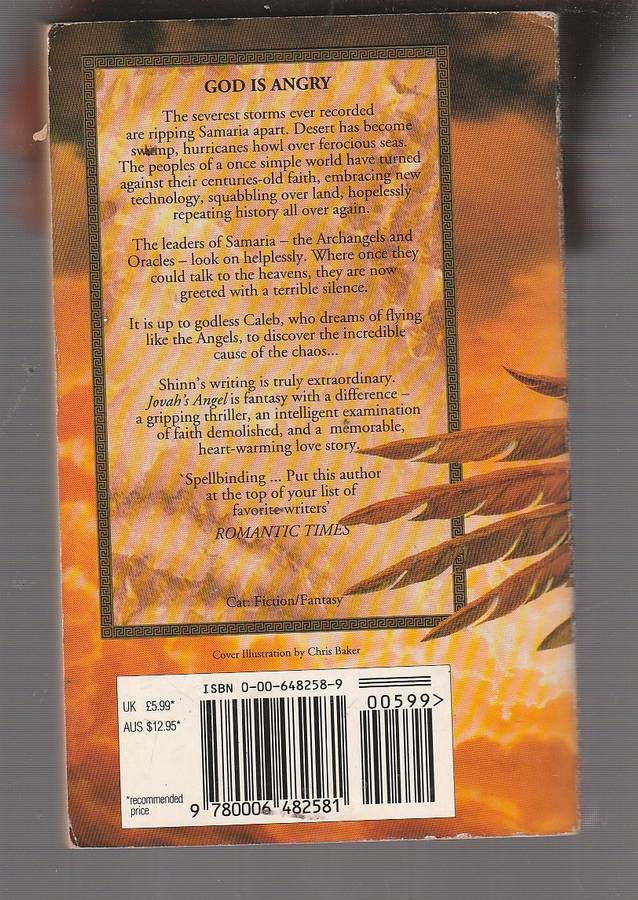 GOD IS ANGRY
The severest storms ever recorded
are ripping Samaria apart. Desert has become
swamp, hurricanes howl over ferocious seas.
The peoples of a once simple world have turned
against their centuries-old faith, embracing new
technology, squabbling over land, hopelessly
repeating history all over again.
The leaders of Samaria – the Archangels and
Oracles – look on helplessly. Where once they
could talk to the heavens, they are now
greeted with a terrible silence.
It is up to godless Caleb, who dreams of flying
like the Angels, to discover the incredible
cause of the chaos...
Shinn's writing is truly extraordinary.
Jovah's Angel is fantasy with a difference –
a gripping thriller, an intelligent examination
of faith demolished, and a memorable,
heart-warming love story.
`Spellbinding ... Put this author
at the top of your list of
favorite writers'
ROMANTIC TIMES
Cat: Fiction/Fantasy
Cover Illustration by Chris Baker
ISBN 0-00-648258-9
UK £5.99*
AUS $12.95*
00599>
*recommended
price
9 780006 482581